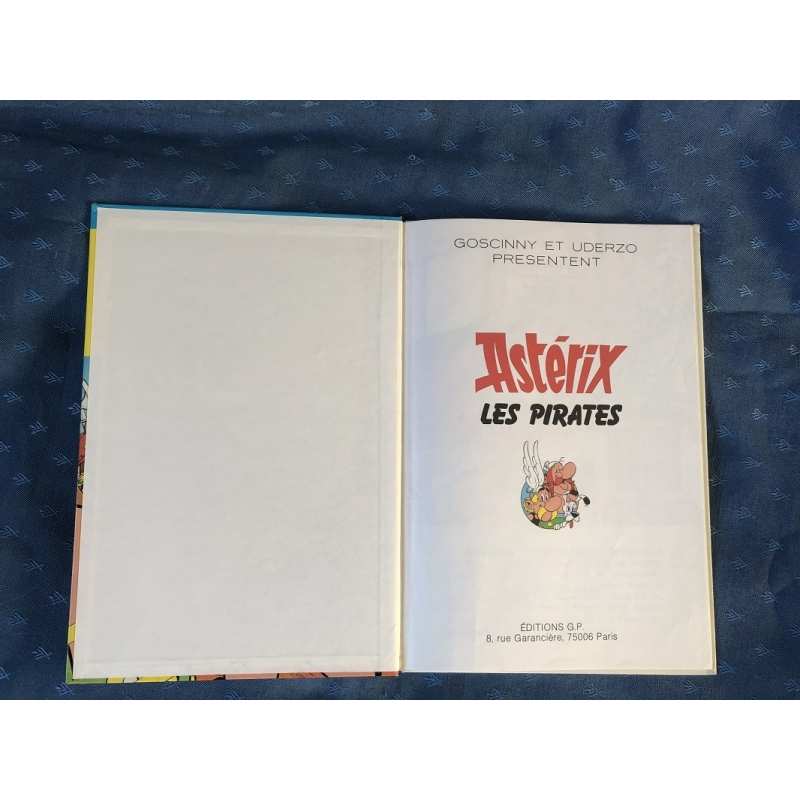 GOSCINNY ET UDERZO
PRESENTENT
Astérix
LES PIRATES
ÉDITIONS G.P.
8, rue Garancière, 75006 Paris